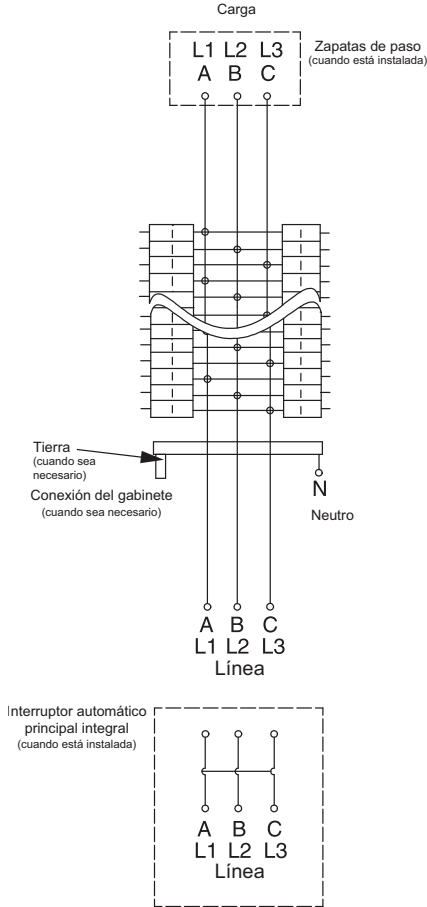 Carga
L1 L2 L3
A B C
Zapatas de paso
(cuando está instalada)
Tierra
(cuando sea
necesario)
Conexión del gabinete
(cuando sea necesario)
N
Neutro
A B C
L1 L2 L3
Línea
Interruptor automático
principal integral
(cuando está instalada)
A B C
L1 L2 L3
Línea